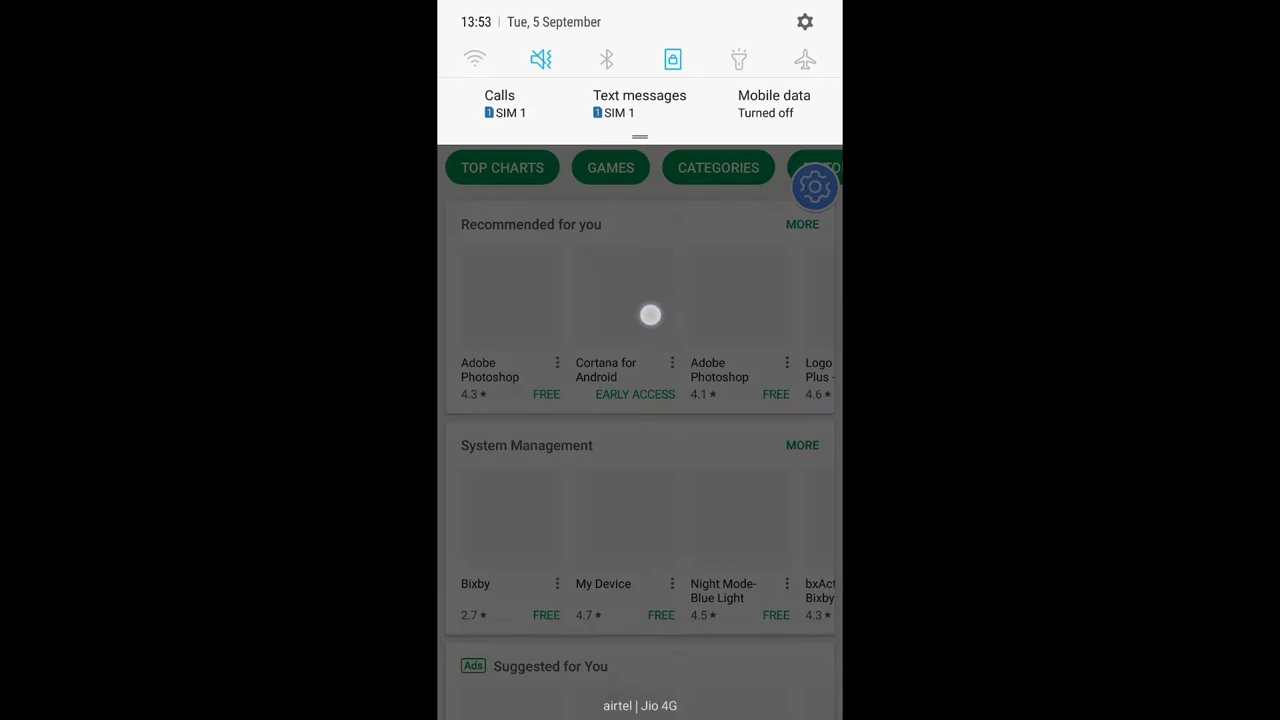 13:53 | Tue, 5 September
Calls
1 SIM 1
Text messages
1 SIM 1
Mobile data
Turned off
TOP CHARTS
GAMES
CATEGORIES
Recommended for you
MORE
Adobe
Photoshop
4.3★ FREE
Cortana for
Android
EARLY ACCESS
Adobe
Photoshop
4.1★ FREE
Logo
Plus -
4.6★
System Management
MORE
Bixby
2.7★ FREE
My Device
4.7★ FREE
Night Mode-
Blue Light
4.5★ FREE
bxAct
Bixby
4.3★
Ads Suggested for You
airtel | Jio 4G